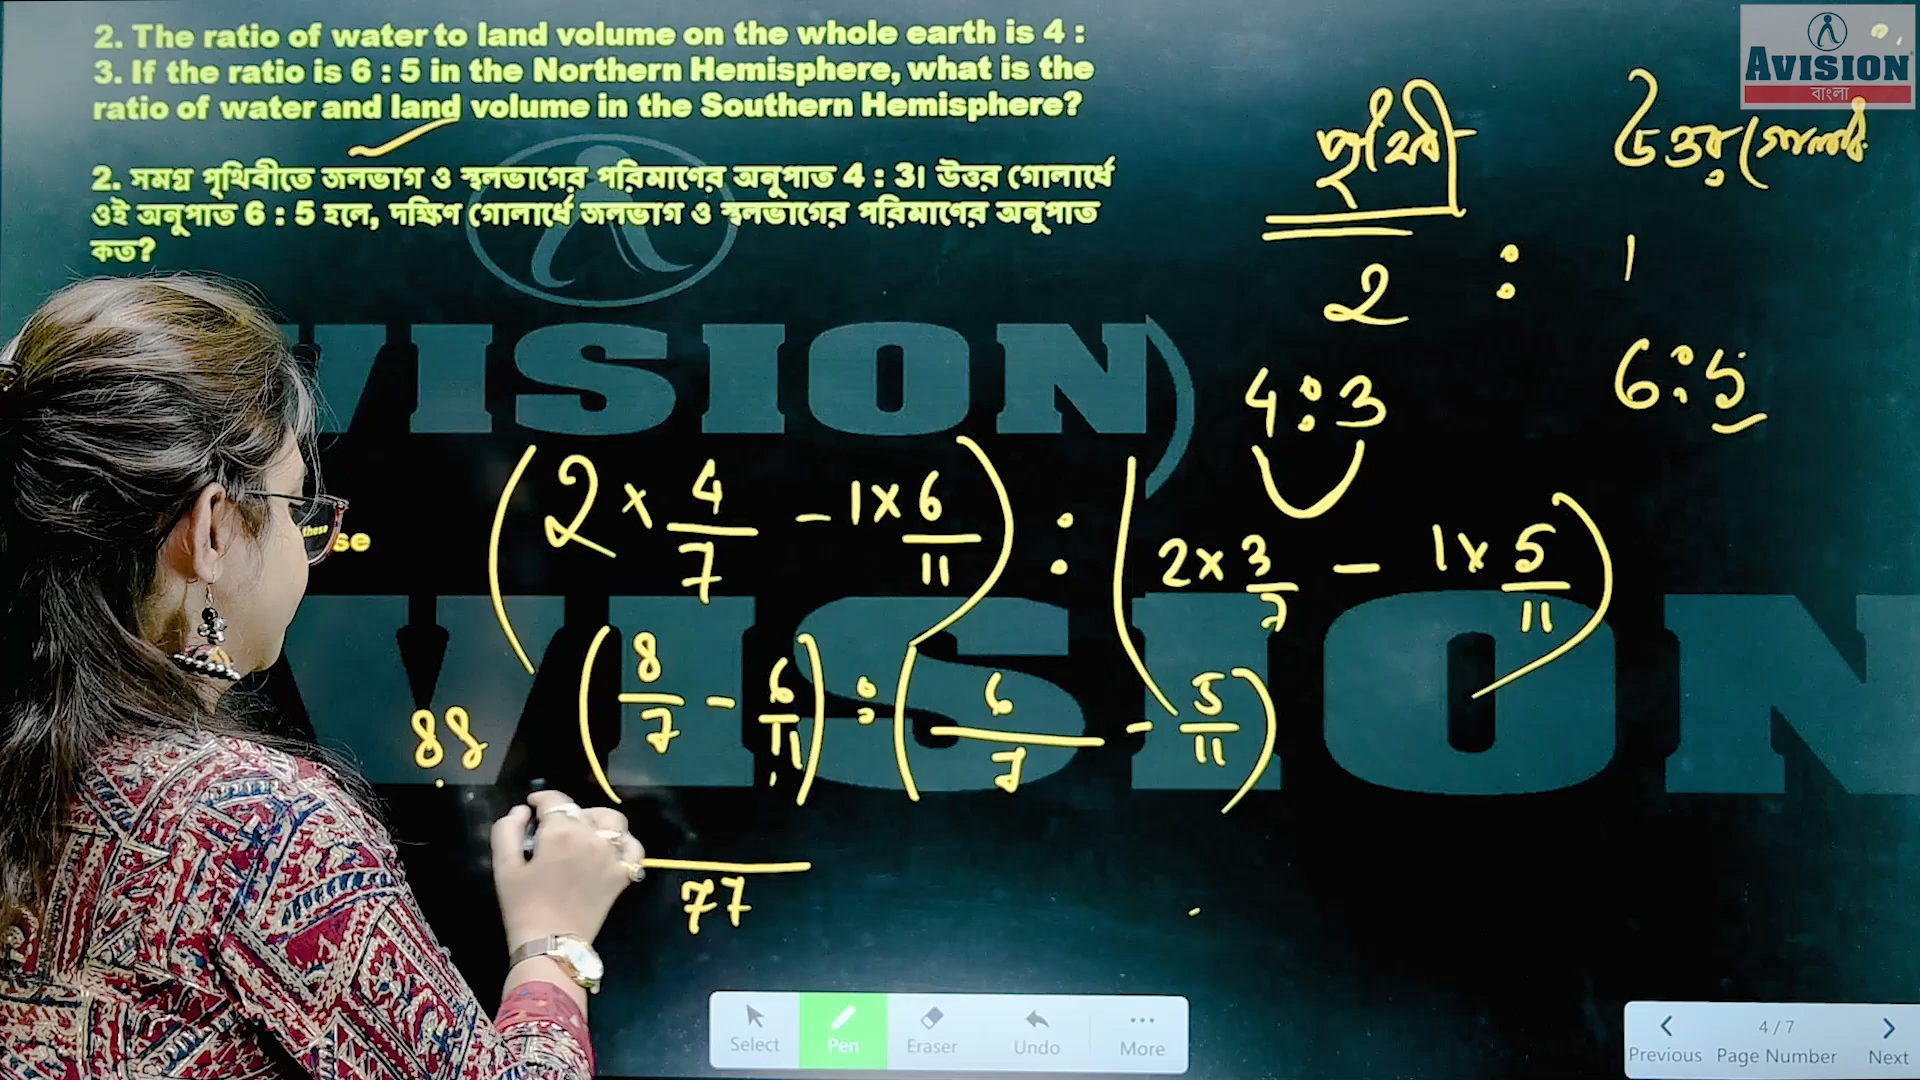 2. The ratio of water to land volume on the whole earth is 4 :
3. If the ratio is 6 : 5 in the Northern Hemisphere, what is the
ratio of water and land volume in the Southern Hemisphere?
2. সমগ্র পৃথিবীতে জলভাগ ও স্থলভাগের পরিমাণের অনুপাত 4 : 3। উত্তর গোলার্ধে
ওই অনুপাত 6 : 5 হলে, দক্ষিণ গোলার্ধে জলভাগ ও স্থলভাগের পরিমাণের অনুপাত
কত?
AVISION
বাংলা
পৃথিবী
2 : 1
4 : 3
6 : 5
VISION)
these
se
(2 × 4/7 - 1 × 6/11) : (2 × 3/7 - 1 × 5/11)
VISION
(8/7 - 6/11) : (6/7 - 5/11)
88
77
Select
Pen
Eraser
Undo
More
4 / 7
Previous
Page Number
Next